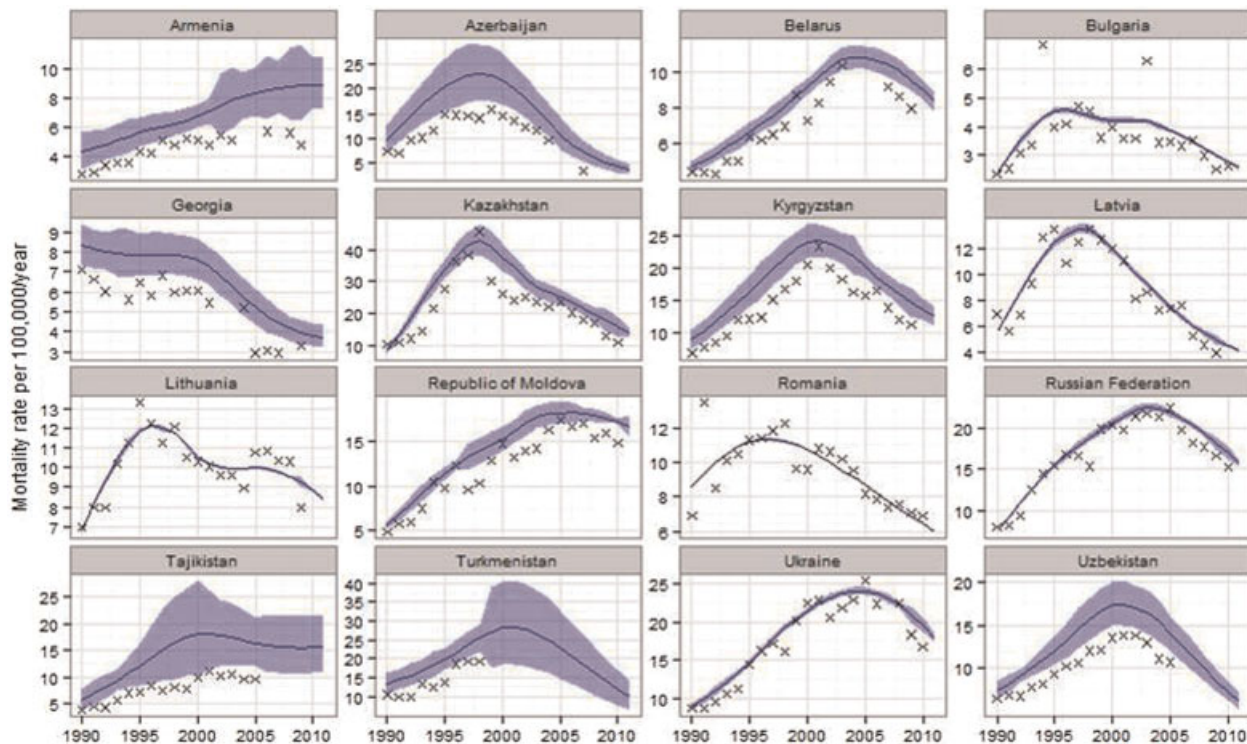 Armenia Azerbaijan Belarus Bulgaria
10 8 6 4
25 20 15 10 5
10 8 6
6 5 4 3
Georgia Kazakhstan Kyrgyzstan Latvia
9 8 7 6 5 4 3
40 30 20 10
25 20 15 10
12 10 8 6 4
Lithuania Republic of Moldova Romania Russian Federation
13 12 11 10 9 8 7
15 10 5
12 10 8 6
20 15 10
Tajikistan Turkmenistan Ukraine Uzbekistan
25 20 15 10 5
40 35 30 25 20 15 10
25 20 15 10
20 15 10
1990 1995 2000 2005 2010 1990 1995 2000 2005 2010 1990 1995 2000 2005 2010 1990 1995 2000 2005 2010
Mortality rate per 100,000/year